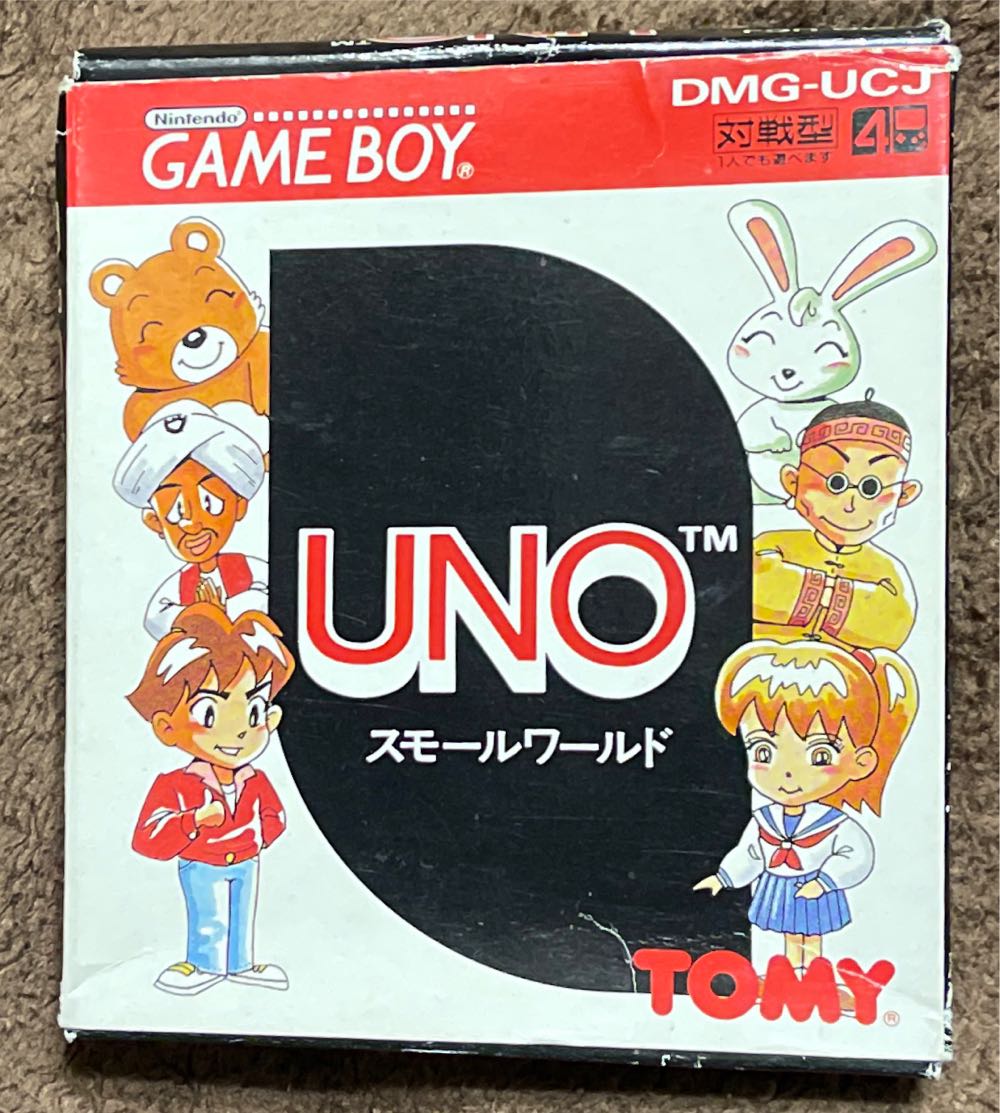 DMG-UCJ
Nintendo
GAME BOY®
対戦型 4
1人でも遊べます
UNO™
スモールワールド
TOMY®